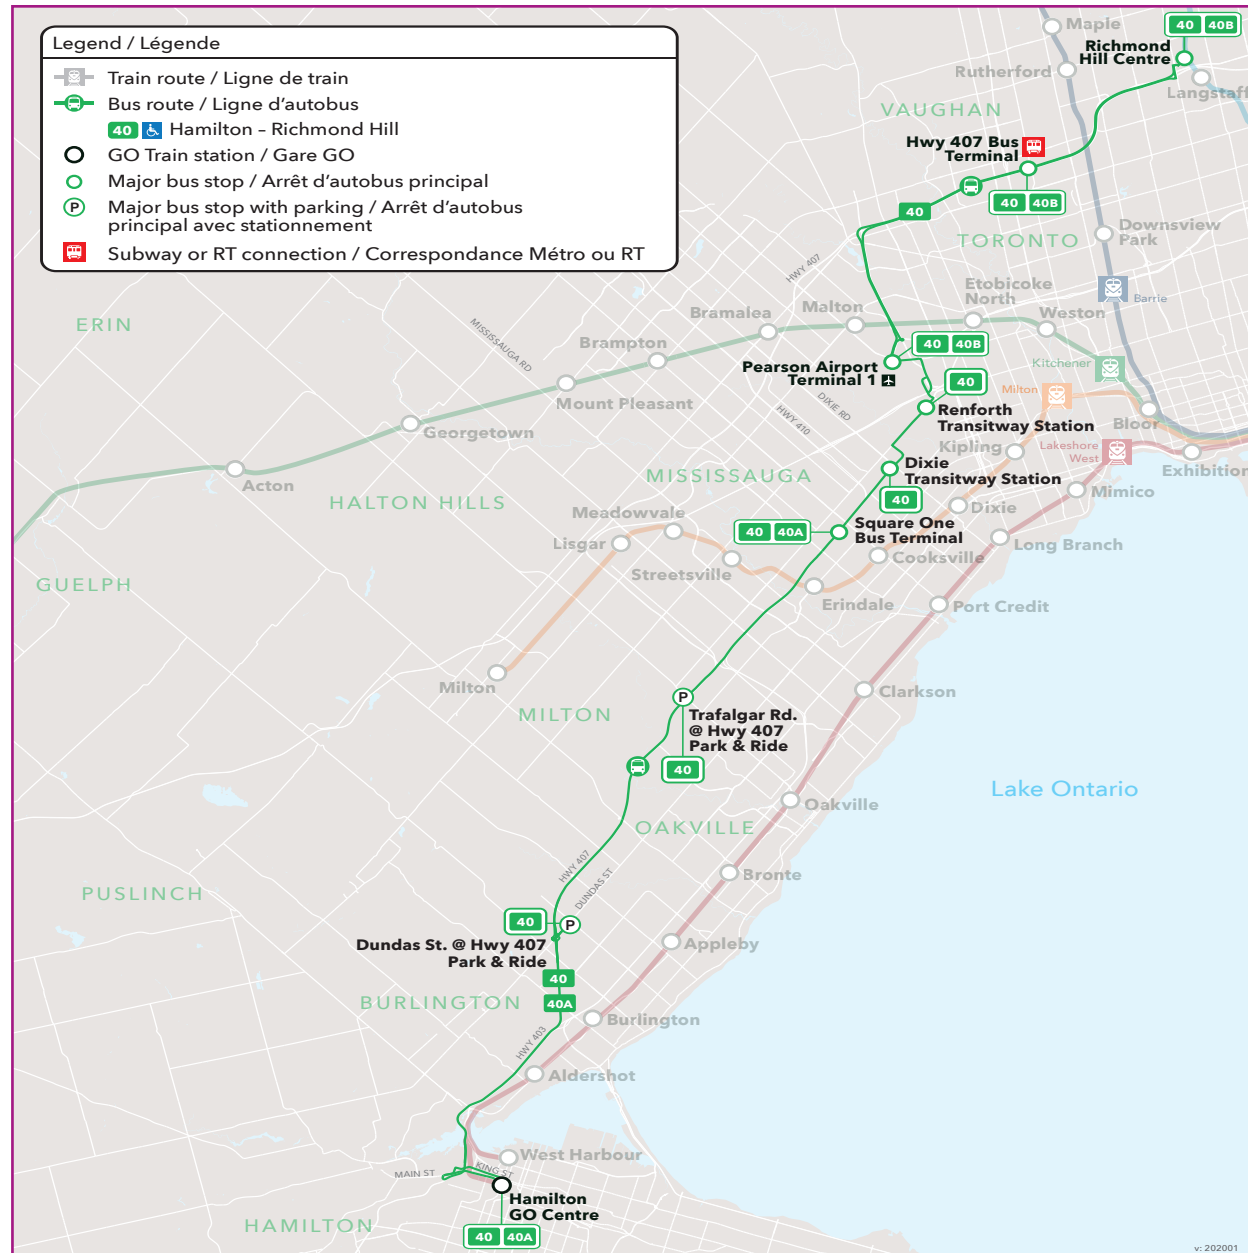 Legend / Légende
Train route / Ligne de train
Bus route / Ligne d'autobus
40 Hamilton – Richmond Hill
GO Train station / Gare GO
Major bus stop / Arrêt d'autobus principal
P Major bus stop with parking / Arrêt d'autobus
principal avec stationnement
Subway or RT connection / Correspondance Métro ou RT
40 40B
Maple
Richmond
Hill Centre
Rutherford
Langstaff
VAUGHAN
Hwy 407 Bus
Terminal
40 40B
40
TORONTO
Downsview
Park
HWY 407
Etobicoke
North
Barrie
Malton
Weston
Bramalea
ERIN
MISSISSAUGA RD
Brampton
40 40B
Kitchener
Pearson Airport
Terminal 1
40
Milton
DIXIE RD
Mount Pleasant
HWY 410
Renforth
Transitway Station
Bloor
Georgetown
Kipling
Lakeshore
West
Exhibition
Acton
MISSISSAUGA
Dixie
Transitway Station
Mimico
HALTON HILLS
40
Dixie
Meadowvale
40 40A
Square One
Bus Terminal
Lisgar
Long Branch
Cooksville
Streetsville
GUELPH
Erindale
Port Credit
Milton
Clarkson
P
MILTON
Trafalgar Rd.
@ Hwy 407
Park & Ride
40
Lake Ontario
Oakville
OAKVILLE
HWY 407
DUNDAS ST
Bronte
PUSLINCH
40
P
Dundas St. @ Hwy 407
Park & Ride
Appleby
40
40A
BURLINGTON
Burlington
HWY 403
Aldershot
West Harbour
MAIN ST
KING ST
Hamilton
GO Centre
HAMILTON
40 40A
v: 202001